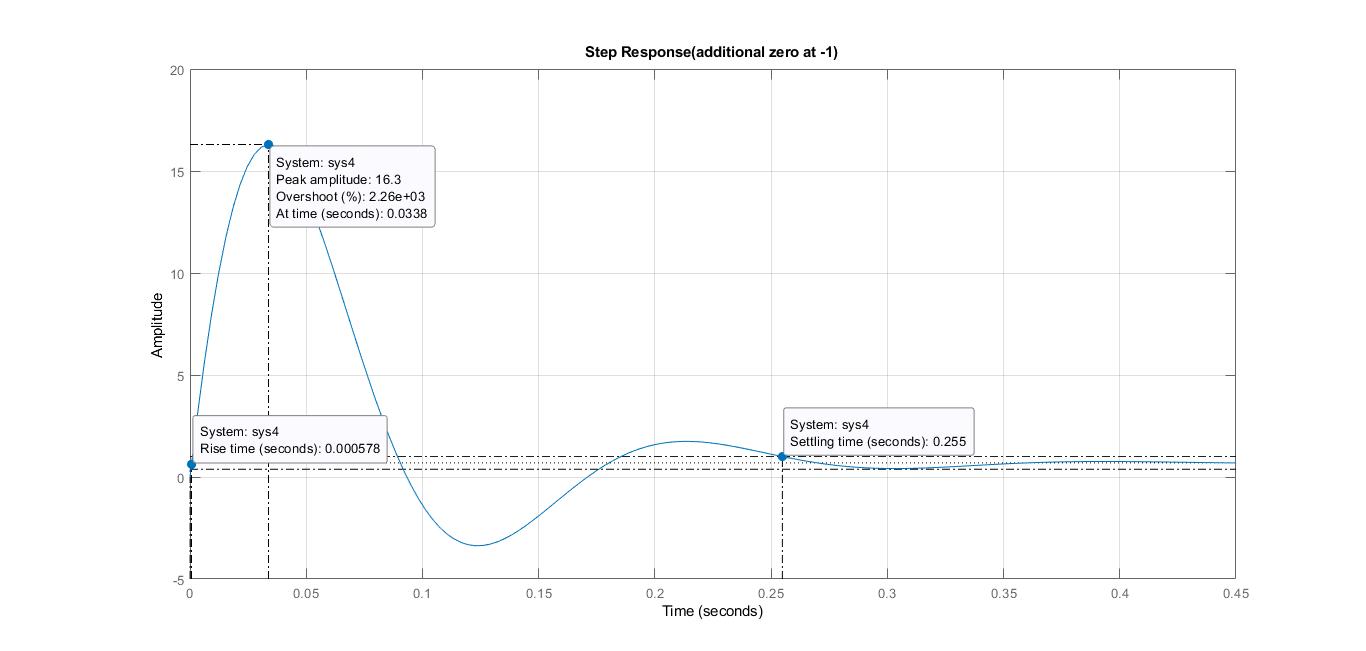 Step Response(additional zero at -1)
20
15
10
5
0
-5
Amplitude
System: sys4
Peak amplitude: 16.3
Overshoot (%): 2.26e+03
At time (seconds): 0.0338
System: sys4
Rise time (seconds): 0.000578
System: sys4
Settling time (seconds): 0.255
0 0.05 0.1 0.15 0.2 0.25 0.3 0.35 0.4 0.45
Time (seconds)